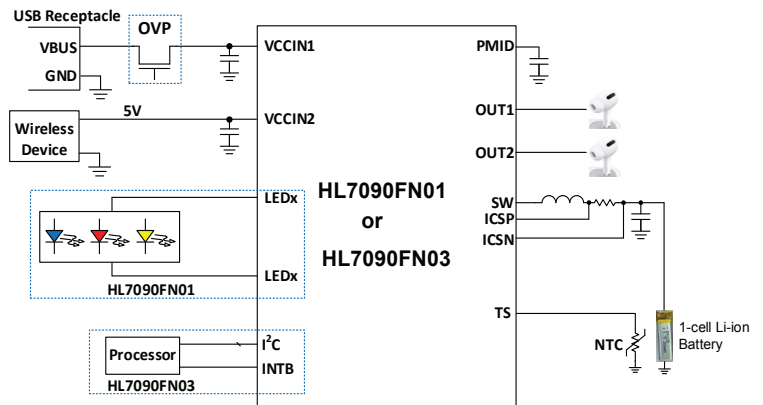 USB Receptacle
VBUS
GND
OVP
VCCIN1
5V
VCCIN2
Wireless
Device
LEDx
LEDx
HL7090FN01
Processor
I²C
INTB
HL7090FN03
HL7090FN01
or
HL7090FN03
PMID
OUT1
OUT2
SW
ICSP
ICSN
TS
NTC
1-cell Li-ion
Battery